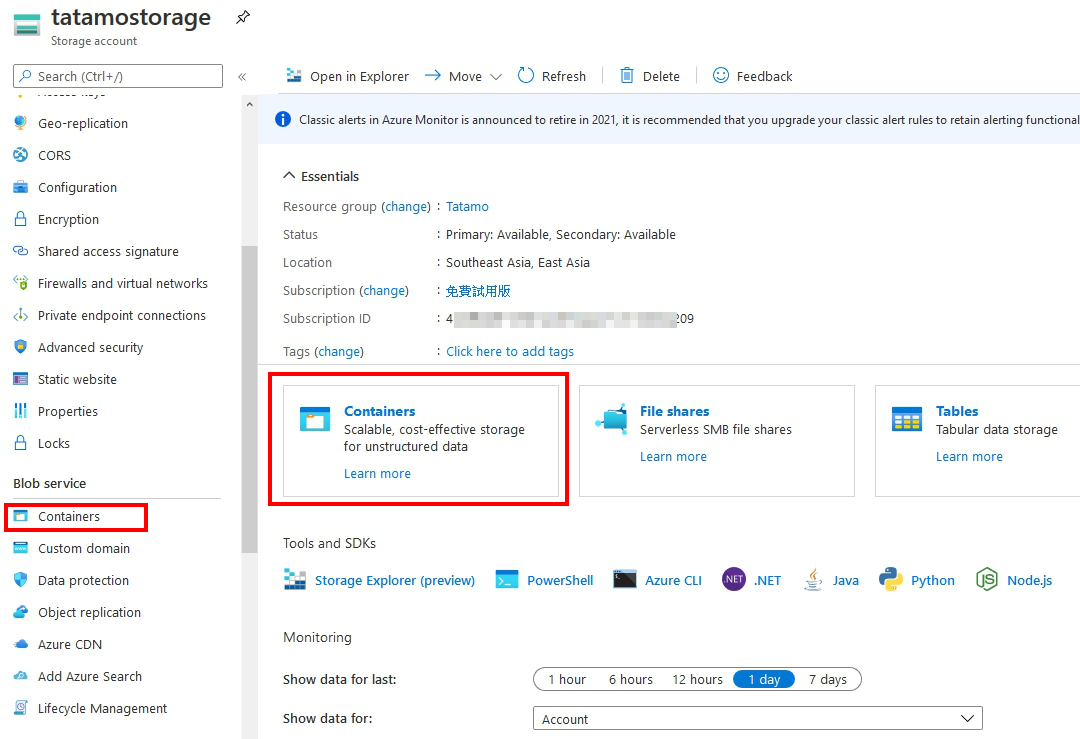 tatamostorage
Storage account
Search (Ctrl+/)
«
Open in Explorer
Move
Refresh
Delete
Feedback
Geo-replication
CORS
Configuration
Encryption
Shared access signature
Firewalls and virtual networks
Private endpoint connections
Advanced security
Static website
Properties
Locks
Blob service
Containers
Custom domain
Data protection
Object replication
Azure CDN
Add Azure Search
Lifecycle Management
Classic alerts in Azure Monitor is announced to retire in 2021, it is recommended that you upgrade your classic alert rules to retain alerting functional
Essentials
Resource group (change) : Tatamo
Status : Primary: Available, Secondary: Available
Location : Southeast Asia, East Asia
Subscription (change) : 免費試用版
Subscription ID : 4 209
Tags (change) : Click here to add tags
Containers
Scalable, cost-effective storage
for unstructured data
Learn more
File shares
Serverless SMB file shares
Learn more
Tables
Tabular data storage
Learn more
Tools and SDKs
Storage Explorer (preview)
PowerShell
Azure CLI
NET .NET
Java
Python
Node.js
Monitoring
Show data for last: 1 hour 6 hours 12 hours 1 day 7 days
Show data for: Account